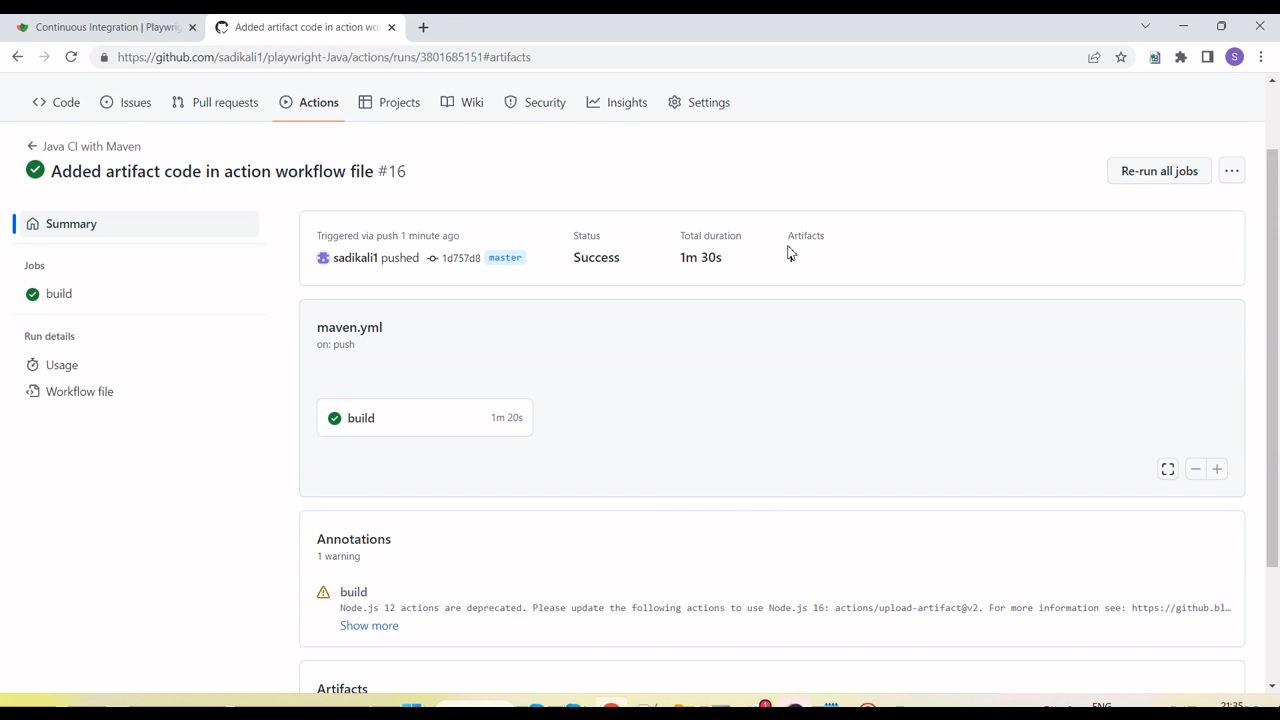 Continuous Integration | Playwrig
Added artifact code in action wo
https://github.com/sadikali1/playwright-Java/actions/runs/3801685151#artifacts
S
Code
Issues
Pull requests
Actions
Projects
Wiki
Security
Insights
Settings
Java CI with Maven
Added artifact code in action workflow file #16
Re-run all jobs
Summary
Jobs
build
Run details
Usage
Workflow file
Triggered via push 1 minute ago
sadikali1 pushed 1d757d8 master
Status
Success
Total duration
1m 30s
Artifacts
maven.yml
on: push
build 1m 20s
Annotations
1 warning
build
Node.js 12 actions are deprecated. Please update the following actions to use Node.js 16: actions/upload-artifact@v2. For more information see: https://github.bl…
Show more
Artifacts
1
ENG
21:35